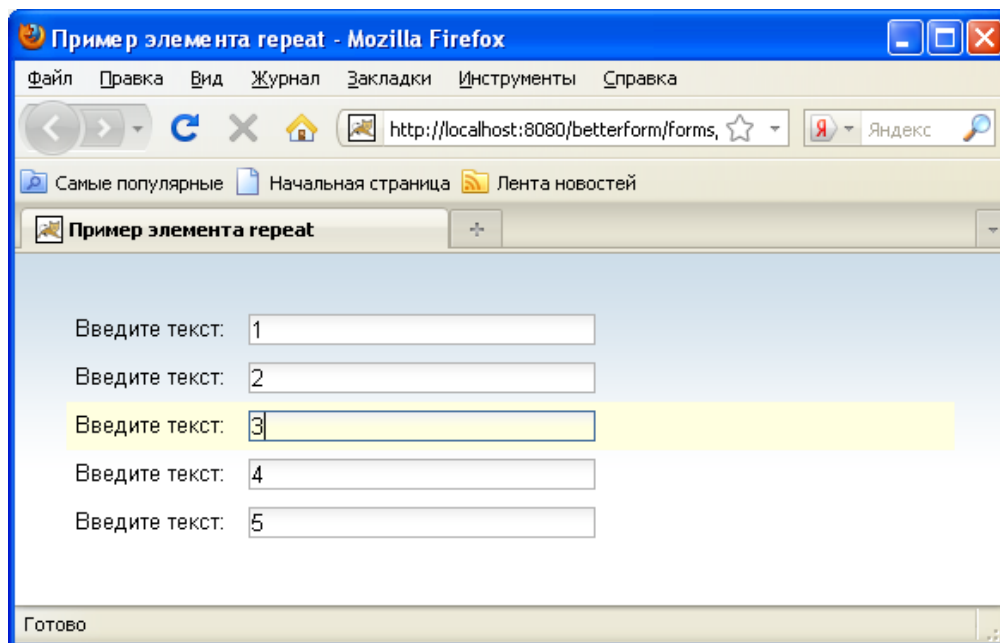 Пример элемента repeat - Mozilla Firefox
Файл Правка Вид Журнал Закладки Инструменты Справка
http://localhost:8080/betterform/forms, Я Яндекс
Самые популярные Начальная страница Лента новостей
Пример элемента repeat
Введите текст: 1
Введите текст: 2
Введите текст: 3
Введите текст: 4
Введите текст: 5
Готово